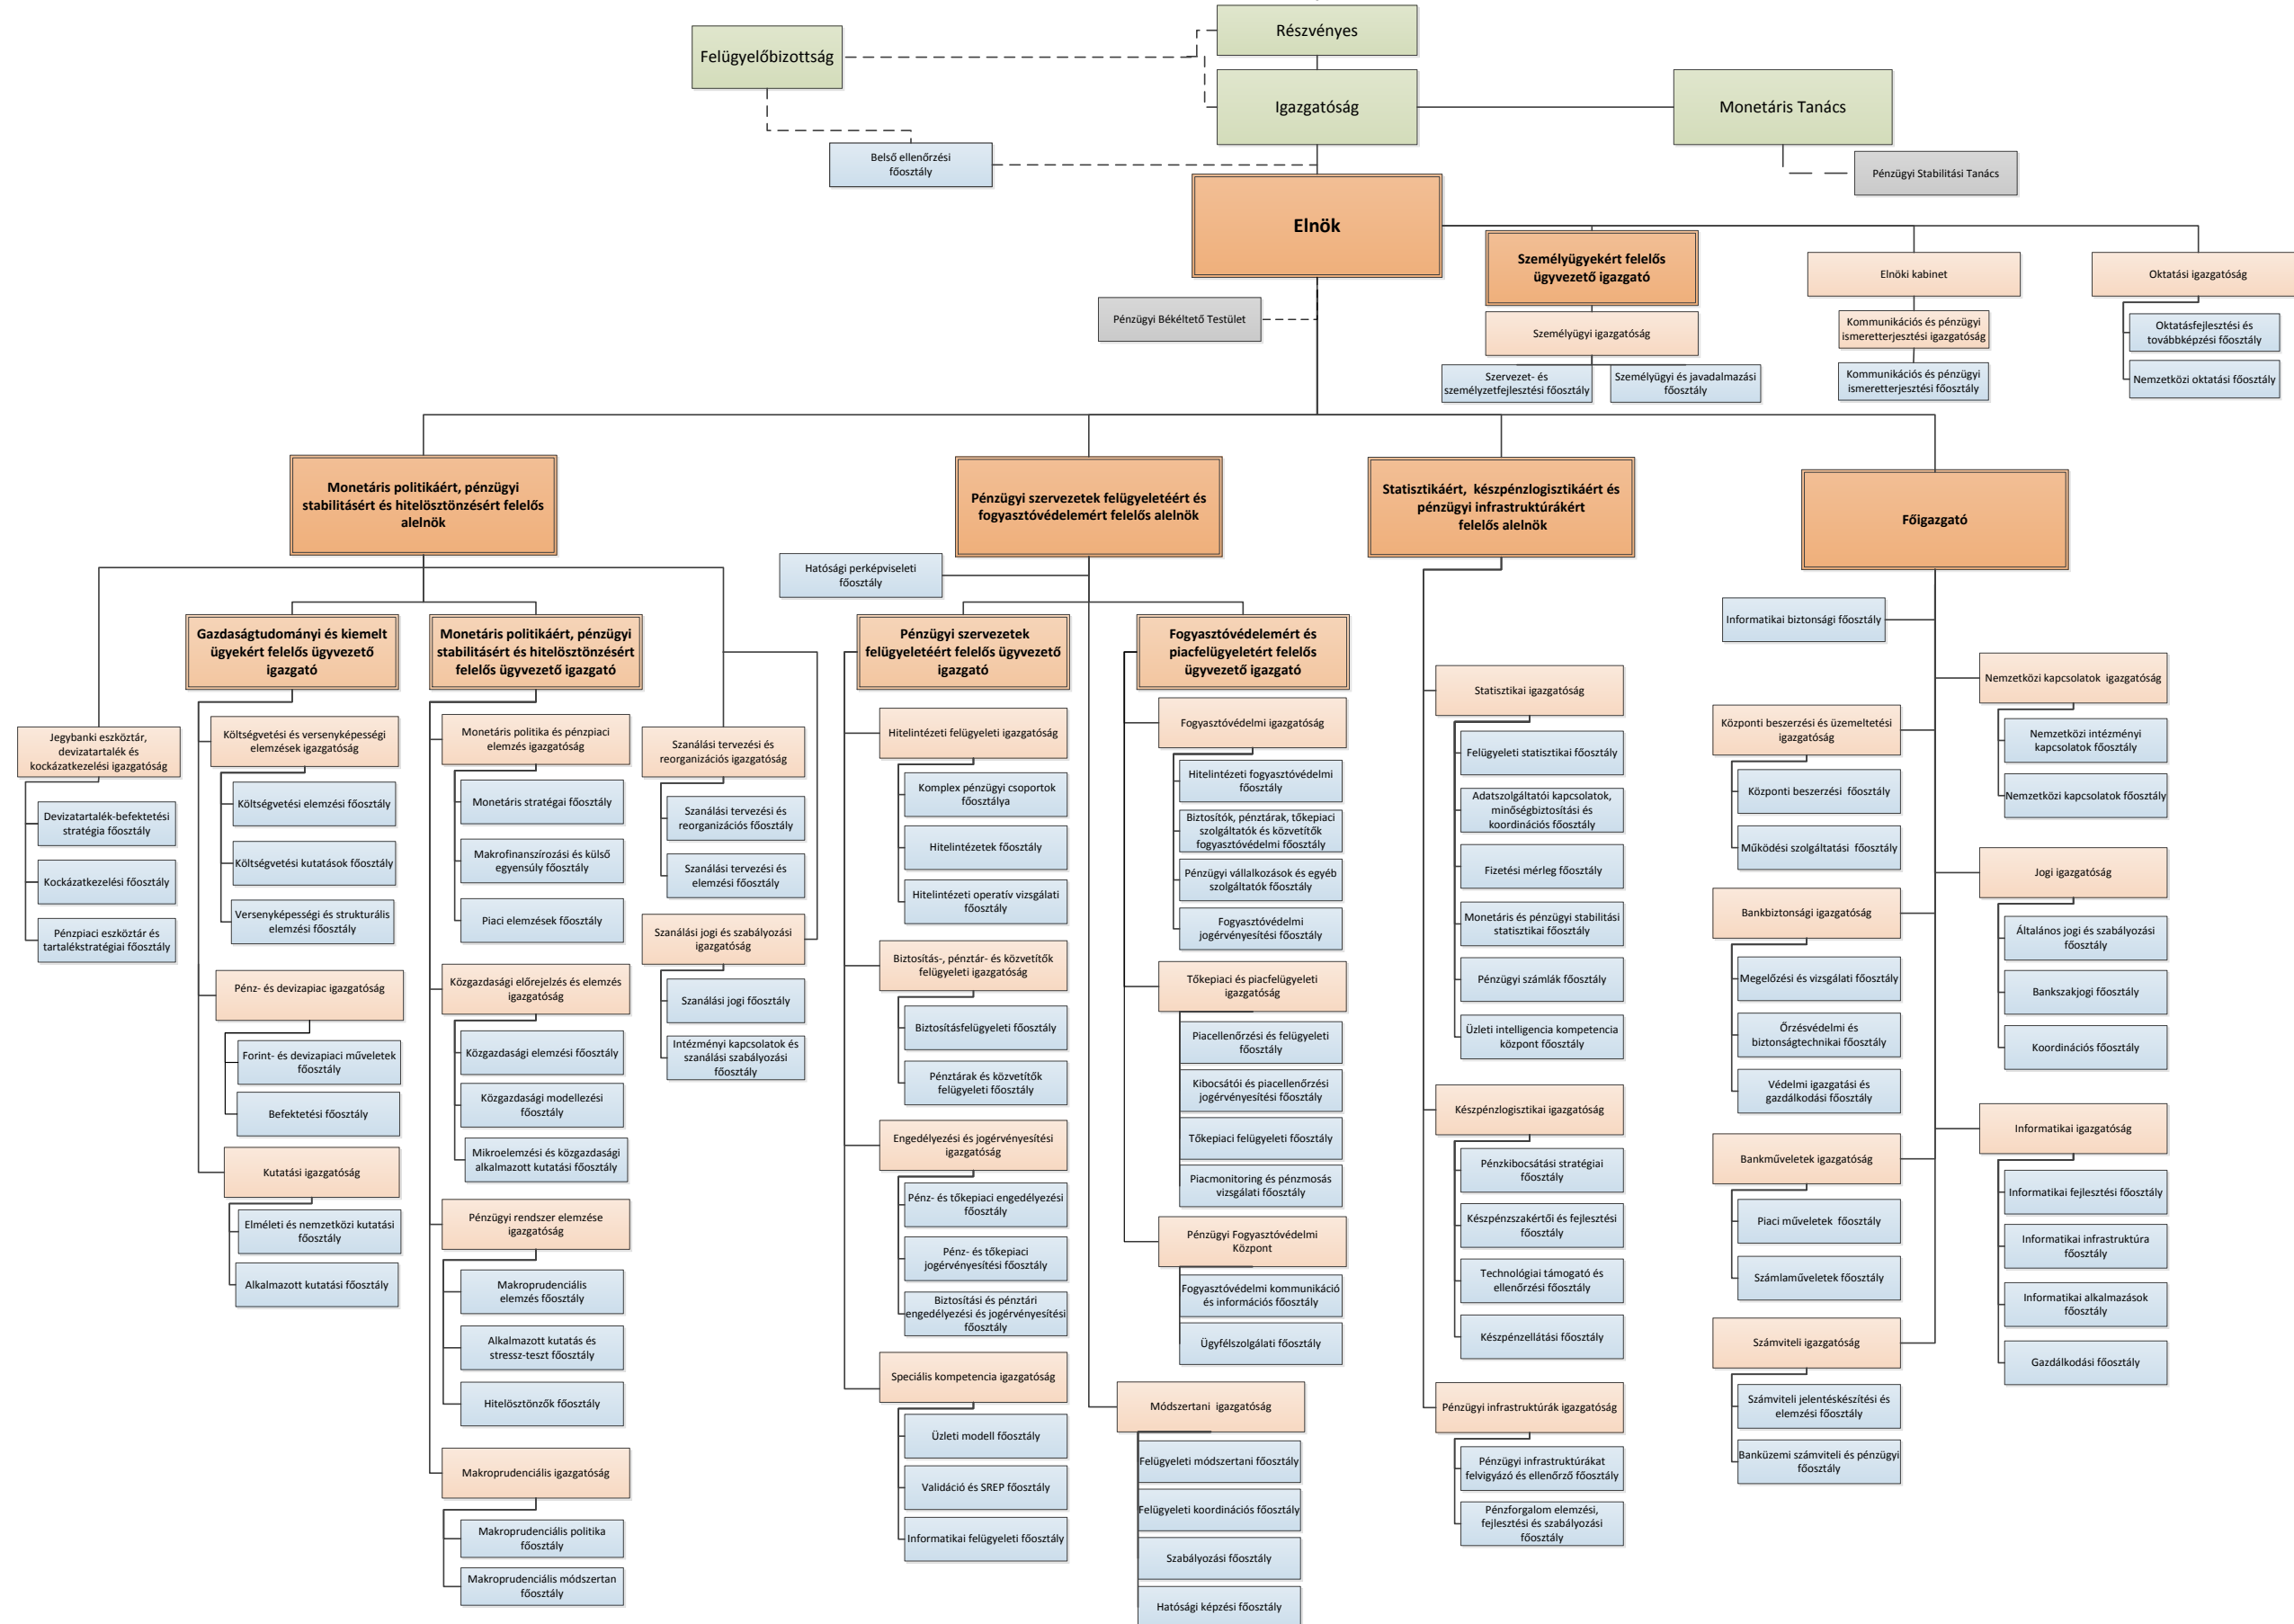 Részvényes
Felügyelőbizottság
Igazgatóság
Monetáris Tanács
Belső ellenőrzési
főosztály
Pénzügyi Stabilitási Tanács
Elnök
Személyügyekért felelős
ügyvezető igazgató
Elnöki kabinet
Oktatási igazgatóság
Pénzügyi Békéltető Testület
Személyügyi igazgatóság
Kommunikációs és pénzügyi
ismeretterjesztési igazgatóság
Oktatásfejlesztési és
továbbképzési főosztály
Szervezet- és
személyzetfejlesztési főosztály
Személyügyi és javadalmazási
főosztály
Kommunikációs és pénzügyi
ismeretterjesztési főosztály
Nemzetközi oktatási főosztály
Monetáris politikáért, pénzügyi
stabilitásért és hitelösztönzésért felelős
alelnök
Jegybanki eszköztár,
devizatartalék és
kockázatkezelési igazgatóság
Devizatartalék-befektetési
stratégia főosztály
Kockázatkezelési főosztály
Pénzpiaci eszköztár és
tartalékstratégiai főosztály
Gazdaságtudományi és kiemelt
ügyekért felelős ügyvezető
igazgató
Költségvetési és versenyképességi
elemzések igazgatóság
Költségvetési elemzési főosztály
Költségvetési kutatások főosztály
Versenyképességi és strukturális
elemzési főosztály
Pénz- és devizapiac igazgatóság
Forint- és devizapiaci műveletek
főosztály
Befektetési főosztály
Kutatási igazgatóság
Elméleti és nemzetközi kutatási
főosztály
Alkalmazott kutatási főosztály
Monetáris politikáért, pénzügyi
stabilitásért és hitelösztönzésért
felelős ügyvezető igazgató
Monetáris politika és pénzpiaci
elemzés igazgatóság
Monetáris stratégai főosztály
Makrofinanszírozási és külső
egyensúly főosztály
Piaci elemzések főosztály
Közgazdasági előrejelzés és elemzés
igazgatóság
Közgazdasági elemzési főosztály
Közgazdasági modellezési
főosztály
Mikroelemzési és közgazdasági
alkalmazott kutatási főosztály
Pénzügyi rendszer elemzése
igazgatóság
Makroprudenciális
elemzés főosztály
Alkalmazott kutatás és
stressz-teszt főosztály
Hitelösztönzők főosztály
Makroprudenciális igazgatóság
Makroprudenciális politika
főosztály
Makroprudenciális módszertan
főosztály
Szanálási tervezési és
reorganizációs igazgatóság
Szanálási tervezési és
reorganizációs főosztály
Szanálási tervezési és
elemzési főosztály
Szanálási jogi és szabályozási
igazgatóság
Szanálási jogi főosztály
Intézményi kapcsolatok és
szanálási szabályozási
főosztály
Pénzügyi szervezetek felügyeletéért és
fogyasztóvédelemért felelős alelnök
Hatósági perképviseleti
főosztály
Pénzügyi szervezetek
felügyeletéért felelős ügyvezető
igazgató
Hitelintézeti felügyeleti igazgatóság
Komplex pénzügyi csoportok
főosztálya
Hitelintézetek főosztály
Hitelintézeti operatív vizsgálati
főosztály
Biztosítás-, pénztár- és közvetítők
felügyeleti igazgatóság
Biztosításfelügyeleti főosztály
Pénztárak és közvetítők
felügyeleti főosztály
Engedélyezési és jogérvényesítési
igazgatóság
Pénz- és tőkepiaci engedélyezési
főosztály
Pénz- és tőkepiaci
jogérvényesítési főosztály
Biztosítási és pénztári
engedélyezési és jogérvényesítési
főosztály
Speciális kompetencia igazgatóság
Üzleti modell főosztály
Validáció és SREP főosztály
Informatikai felügyeleti főosztály
Fogyasztóvédelemért és
piacfelügyeletért felelős
ügyvezető igazgató
Fogyasztóvédelmi igazgatóság
Hitelintézeti fogyasztóvédelmi
főosztály
Biztosítók, pénztárak, tőkepiaci
szolgáltatók és közvetítők
fogyasztóvédelmi főosztály
Pénzügyi vállalkozások és egyéb
szolgáltatók főosztály
Fogyasztóvédelmi
jogérvényesítési főosztály
Tőkepiaci és piacfelügyeleti
igazgatóság
Piacellenőrzési és felügyeleti
főosztály
Kibocsátói és piacellenőrzési
jogérvényesítési főosztály
Tőkepiaci felügyeleti főosztály
Piacmonitoring és pénzmosás
vizsgálati főosztály
Pénzügyi Fogyasztóvédelmi
Központ
Fogyasztóvédelmi kommunikáció
és információs főosztály
Ügyfélszolgálati főosztály
Módszertani igazgatóság
Felügyeleti módszertani főosztály
Felügyeleti koordinációs főosztály
Szabályozási főosztály
Hatósági képzési főosztály
Statisztikáért, készpénzlogisztikáért és
pénzügyi infrastruktúrákért
felelős alelnök
Statisztikai igazgatóság
Felügyeleti statisztikai főosztály
Adatszolgáltatói kapcsolatok,
minőségbiztosítási és
koordinációs főosztály
Fizetési mérleg főosztály
Monetáris és pénzügyi stabilitási
statisztikai főosztály
Pénzügyi számlák főosztály
Üzleti intelligencia kompetencia
központ főosztály
Készpénzlogisztikai igazgatóság
Pénzkibocsátási stratégiai
főosztály
Készpénzszakértői és fejlesztési
főosztály
Technológiai támogató és
ellenőrzési főosztály
Készpénzellátási főosztály
Pénzügyi infrastruktúrák igazgatóság
Pénzügyi infrastruktúrákat
felvigyázó és ellenőrző főosztály
Pénzforgalom elemzési,
fejlesztési és szabályozási
főosztály
Főigazgató
Informatikai biztonsági főosztály
Központi beszerzési és üzemeltetési
igazgatóság
Központi beszerzési főosztály
Működési szolgáltatási főosztály
Bankbiztonsági igazgatóság
Megelőzési és vizsgálati főosztály
Őrzésvédelmi és
biztonságtechnikai főosztály
Védelmi igazgatási és
gazdálkodási főosztály
Bankműveletek igazgatóság
Piaci műveletek főosztály
Számlaműveletek főosztály
Számviteli igazgatóság
Számviteli jelentéskészítési és
elemzési főosztály
Banküzemi számviteli és pénzügyi
főosztály
Nemzetközi kapcsolatok igazgatóság
Nemzetközi intézményi
kapcsolatok főosztály
Nemzetközi kapcsolatok főosztály
Jogi igazgatóság
Általános jogi és szabályozási
főosztály
Bankszakjogi főosztály
Koordinációs főosztály
Informatikai igazgatóság
Informatikai fejlesztési főosztály
Informatikai infrastruktúra
főosztály
Informatikai alkalmazások
főosztály
Gazdálkodási főosztály